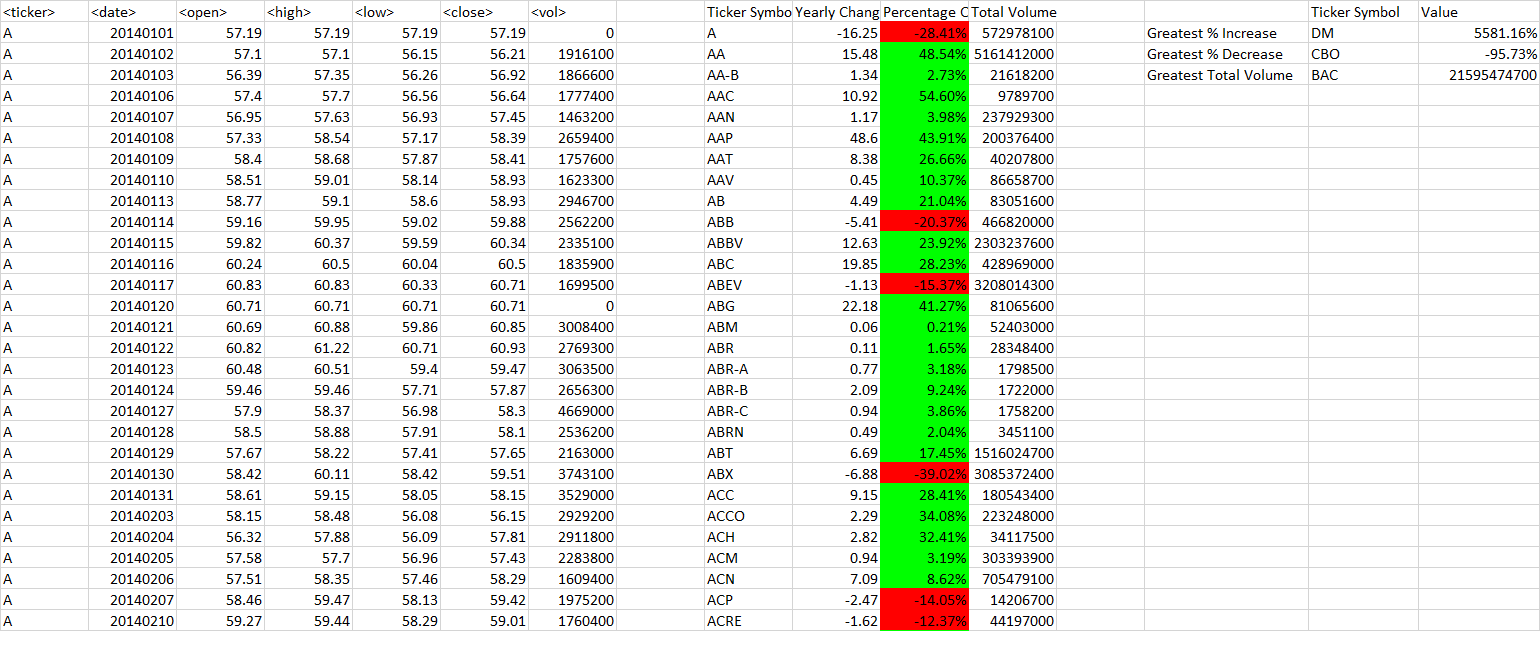 <ticker> <date> <open> <high> <low> <close> <vol> Ticker Symbo Yearly Chang Percentage C Total Volume Ticker Symbol Value
A 20140101 57.19 57.19 57.19 57.19 0 A -16.25 -28.41% 572978100 Greatest % Increase DM 5581.16%
A 20140102 57.1 57.1 56.15 56.21 1916100 AA 15.48 48.54% 5161412000 Greatest % Decrease CBO -95.73%
A 20140103 56.39 57.35 56.26 56.92 1866600 AA-B 1.34 2.73% 21618200 Greatest Total Volume BAC 21595474700
A 20140106 57.4 57.7 56.56 56.64 1777400 AAC 10.92 54.60% 9789700
A 20140107 56.95 57.63 56.93 57.45 1463200 AAN 1.17 3.98% 237929300
A 20140108 57.33 58.54 57.17 58.39 2659400 AAP 48.6 43.91% 200376400
A 20140109 58.4 58.68 57.87 58.41 1757600 AAT 8.38 26.66% 40207800
A 20140110 58.51 59.01 58.14 58.93 1623300 AAV 0.45 10.37% 86658700
A 20140113 58.77 59.1 58.6 58.93 2946700 AB 4.49 21.04% 83051600
A 20140114 59.16 59.95 59.02 59.88 2562200 ABB -5.41 -20.37% 466820000
A 20140115 59.82 60.37 59.59 60.34 2335100 ABBV 12.63 23.92% 2303237600
A 20140116 60.24 60.5 60.04 60.5 1835900 ABC 19.85 28.23% 428969000
A 20140117 60.83 60.83 60.33 60.71 1699500 ABEV -1.13 -15.37% 3208014300
A 20140120 60.71 60.71 60.71 60.71 0 ABG 22.18 41.27% 81065600
A 20140121 60.69 60.88 59.86 60.85 3008400 ABM 0.06 0.21% 52403000
A 20140122 60.82 61.22 60.71 60.93 2769300 ABR 0.11 1.65% 28348400
A 20140123 60.48 60.51 59.4 59.47 3063500 ABR-A 0.77 3.18% 1798500
A 20140124 59.46 59.46 57.71 57.87 2656300 ABR-B 2.09 9.24% 1722000
A 20140127 57.9 58.37 56.98 58.3 4669000 ABR-C 0.94 3.86% 1758200
A 20140128 58.5 58.88 57.91 58.1 2536200 ABRN 0.49 2.04% 3451100
A 20140129 57.67 58.22 57.41 57.65 2163000 ABT 6.69 17.45% 1516024700
A 20140130 58.42 60.11 58.42 59.51 3743100 ABX -6.88 -39.02% 3085372400
A 20140131 58.61 59.15 58.05 58.15 3529000 ACC 9.15 28.41% 180543400
A 20140203 58.15 58.48 56.08 56.15 2929200 ACCO 2.29 34.08% 223248000
A 20140204 56.32 57.88 56.09 57.81 2911800 ACH 2.82 32.41% 34117500
A 20140205 57.58 57.7 56.96 57.43 2283800 ACM 0.94 3.19% 303393900
A 20140206 57.51 58.35 57.46 58.29 1609400 ACN 7.09 8.62% 705479100
A 20140207 58.46 59.47 58.13 59.42 1975200 ACP -2.47 -14.05% 14206700
A 20140210 59.27 59.44 58.29 59.01 1760400 ACRE -1.62 -12.37% 44197000